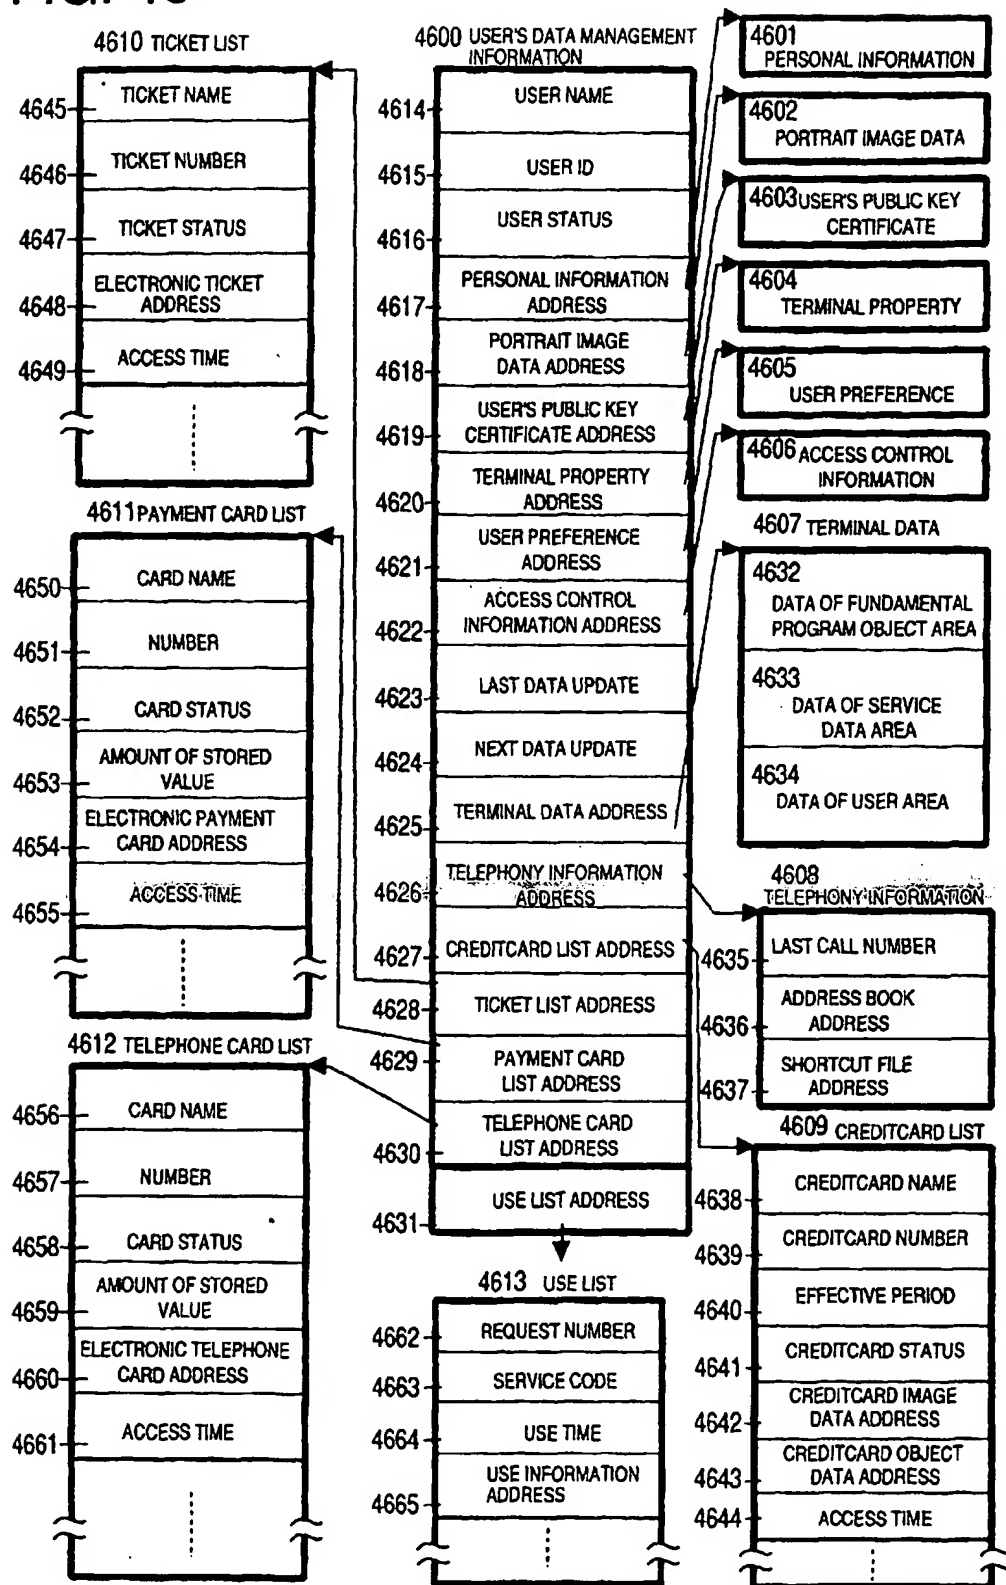 4610 TICKET LIST
4645
TICKET NAME
4646
TICKET NUMBER
4647
TICKET STATUS
4648
ELECTRONIC TICKET
ADDRESS
4649
ACCESS TIME
4611 PAYMENT CARD LIST
4650
CARD NAME
4651
NUMBER
4652
CARD STATUS
4653
AMOUNT OF STORED
VALUE
4654
ELECTRONIC PAYMENT
CARD ADDRESS
4655
ACCESS TIME
4612 TELEPHONE CARD LIST
4656
CARD NAME
4657
NUMBER
4658
CARD STATUS
4659
AMOUNT OF STORED
VALUE
4660
ELECTRONIC TELEPHONE
CARD ADDRESS
4661
ACCESS TIME
4600 USER'S DATA MANAGEMENT
INFORMATION
4614
USER NAME
4615
USER ID
4616
USER STATUS
4617
PERSONAL INFORMATION
ADDRESS
4618
PORTRAIT IMAGE
DATA ADDRESS
4619
USER'S PUBLIC KEY
CERTIFICATE ADDRESS
4620
TERMINAL PROPERTY
ADDRESS
4621
USER PREFERENCE
ADDRESS
4622
ACCESS CONTROL
INFORMATION ADDRESS
4623
LAST DATA UPDATE
4624
NEXT DATA UPDATE
4625
TERMINAL DATA ADDRESS
4626
TELEPHONY INFORMATION
ADDRESS
4627
CREDITCARD LIST ADDRESS
4628
TICKET LIST ADDRESS
4629
PAYMENT CARD
LIST ADDRESS
4630
TELEPHONE CARD
LIST ADDRESS
4631
USE LIST ADDRESS
4613 USE LIST
4662
REQUEST NUMBER
4663
SERVICE CODE
4664
USE TIME
4665
USE INFORMATION
ADDRESS
4601
PERSONAL INFORMATION
4602
PORTRAIT IMAGE DATA
4603 USER'S PUBLIC KEY
CERTIFICATE
4604
TERMINAL PROPERTY
4605
USER PREFERENCE
4606 ACCESS CONTROL
INFORMATION
4607 TERMINAL DATA
4632
DATA OF FUNDAMENTAL
PROGRAM OBJECT AREA
4633
DATA OF SERVICE
DATA AREA
4634
DATA OF USER AREA
4608
TELEPHONY INFORMATION
4635
LAST CALL NUMBER
4636
ADDRESS BOOK
ADDRESS
4637
SHORTCUT FILE
ADDRESS
4609 CREDITCARD LIST
4638
CREDITCARD NAME
4639
CREDITCARD NUMBER
4640
EFFECTIVE PERIOD
4641
CREDITCARD STATUS
4642
CREDITCARD IMAGE
DATA ADDRESS
4643
CREDITCARD OBJECT
DATA ADDRESS
4644
ACCESS TIME